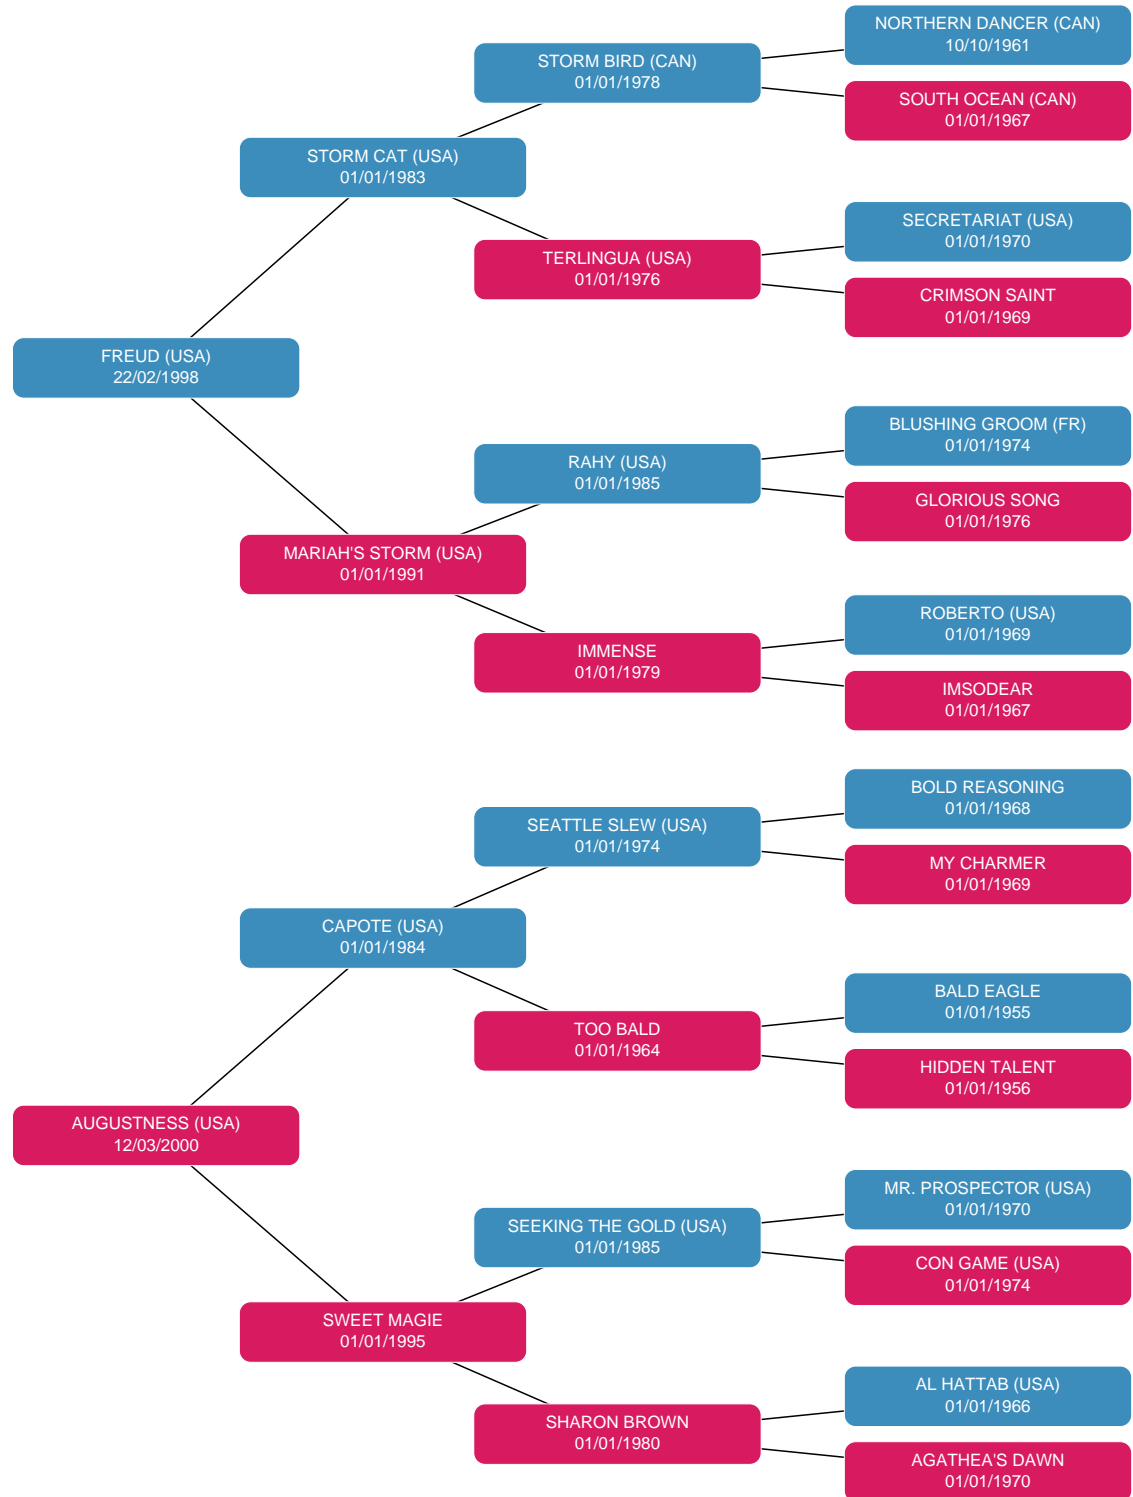 NORTHERN DANCER (CAN)
10/10/1961
STORM BIRD (CAN)
01/01/1978
SOUTH OCEAN (CAN)
01/01/1967
STORM CAT (USA)
01/01/1983
SECRETARIAT (USA)
01/01/1970
TERLINGUA (USA)
01/01/1976
CRIMSON SAINT
01/01/1969
FREUD (USA)
22/02/1998
BLUSHING GROOM (FR)
01/01/1974
RAHY (USA)
01/01/1985
GLORIOUS SONG
01/01/1976
MARIAH'S STORM (USA)
01/01/1991
ROBERTO (USA)
01/01/1969
IMMENSE
01/01/1979
IMSODEAR
01/01/1967
BOLD REASONING
01/01/1968
SEATTLE SLEW (USA)
01/01/1974
MY CHARMER
01/01/1969
CAPOTE (USA)
01/01/1984
BALD EAGLE
01/01/1955
TOO BALD
01/01/1964
HIDDEN TALENT
01/01/1956
AUGUSTNESS (USA)
12/03/2000
MR. PROSPECTOR (USA)
01/01/1970
SEEKING THE GOLD (USA)
01/01/1985
CON GAME (USA)
01/01/1974
SWEET MAGIE
01/01/1995
AL HATTAB (USA)
01/01/1966
SHARON BROWN
01/01/1980
AGATHEA'S DAWN
01/01/1970